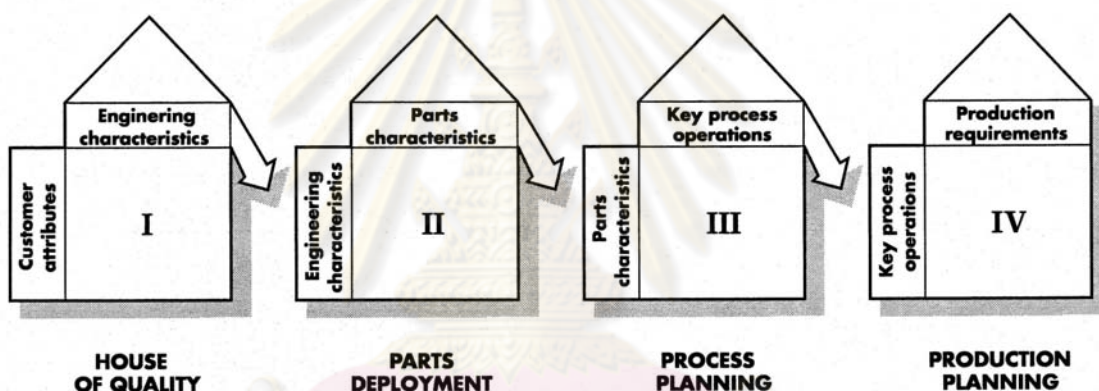 Enginering
characteristics
Customer
attributes
I
HOUSE
OF QUALITY
Parts
characteristics
Engineering
characteristics
II
PARTS
DEPLOYMENT
Key process
operations
Parts
characteristics
III
PROCESS
PLANNING
Production
requirements
Key process
operations
IV
PRODUCTION
PLANNING